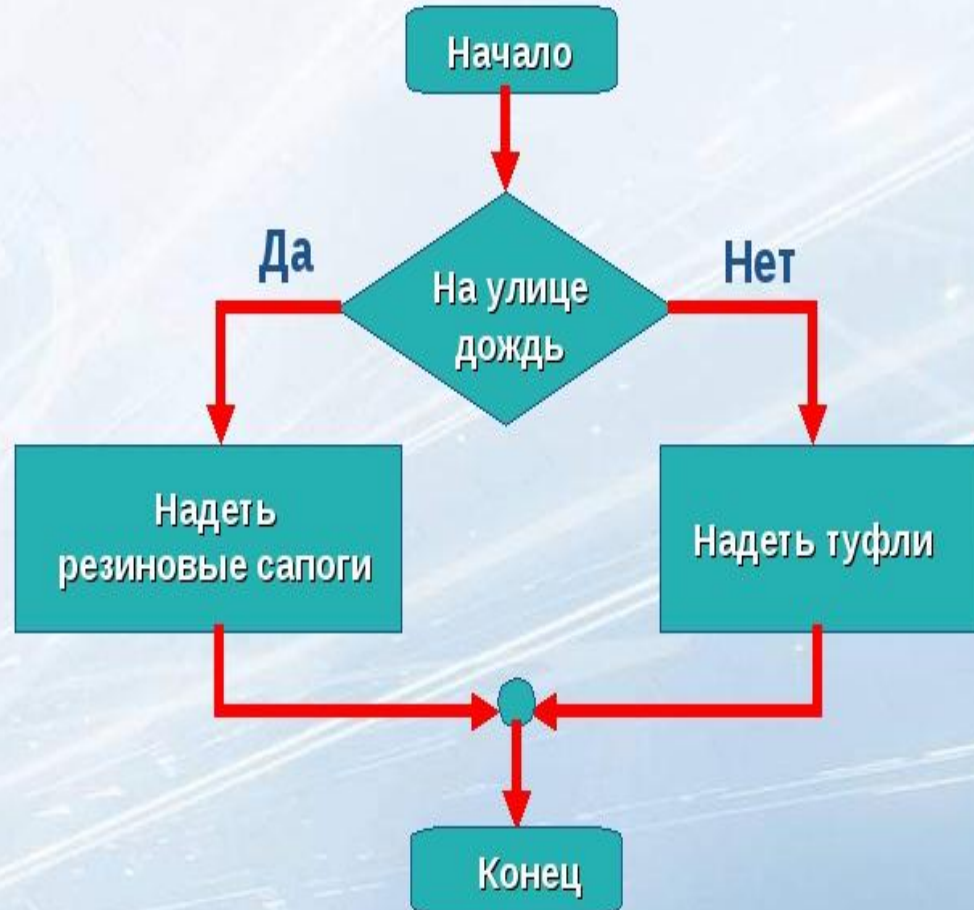 Начало
Да
Нет
На улице
дождь
Надеть
резиновые сапоги
Надеть туфли
Конец